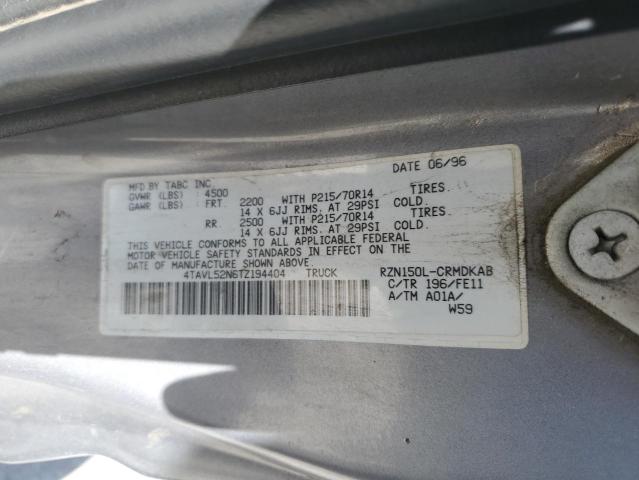 MFD BY TABC INC. DATE 06/96
GVWR (LBS) : 4500
GAWR (LBS) : FRT. 2200 WITH P215/70R14 TIRES.
14 X 6JJ RIMS, AT 29PSI COLD.
RR. 2500 WITH P215/70R14 TIRES.
14 X 6JJ RIMS, AT 29PSI COLD.
THIS VEHICLE CONFORMS TO ALL APPLICABLE FEDERAL
MOTOR VEHICLE SAFETY STANDARDS IN EFFECT ON THE
DATE OF MANUFACTURE SHOWN ABOVE.
4TAVL52N6TZ194404 TRUCK RZN150L-CRMDKAB
C/TR 196/FE11
A/TM A01A/
W59